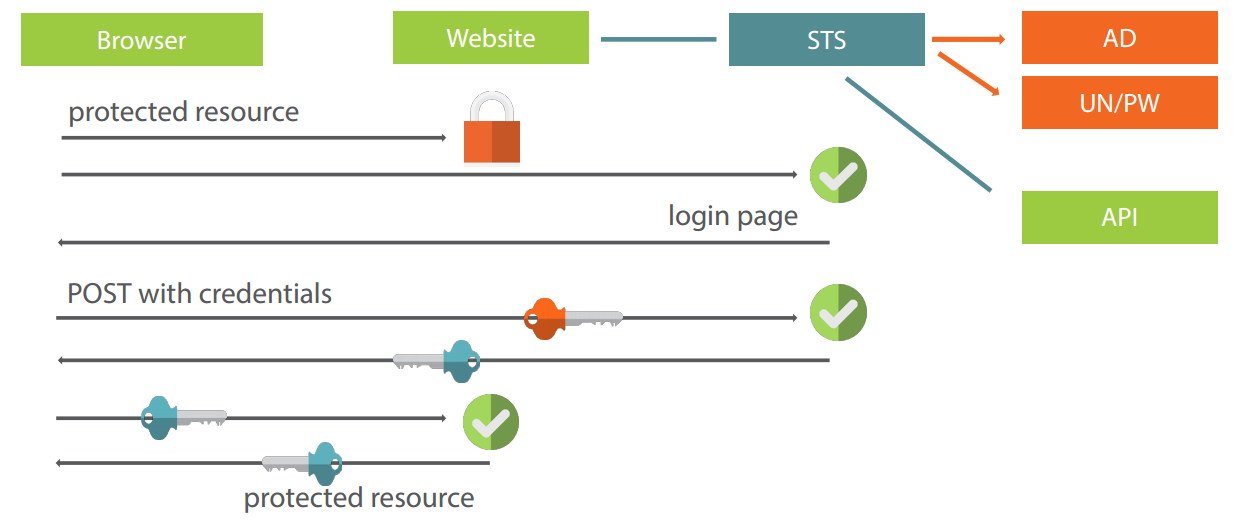 Browser
Website
STS
AD
UN/PW
protected resource
API
login page
POST with credentials
protected resource